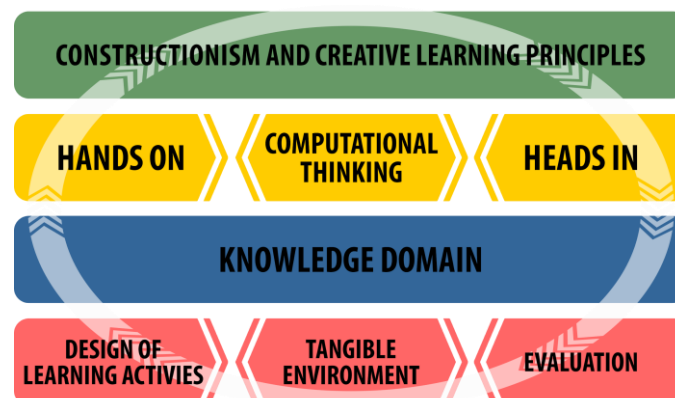 CONSTRUCTIONISM AND CREATIVE LEARNING PRINCIPLES
HANDS ON
COMPUTATIONAL
THINKING
HEADS IN
KNOWLEDGE DOMAIN
DESIGN OF
LEARNING ACTIVIES
TANGIBLE
ENVIRONMENT
EVALUATION